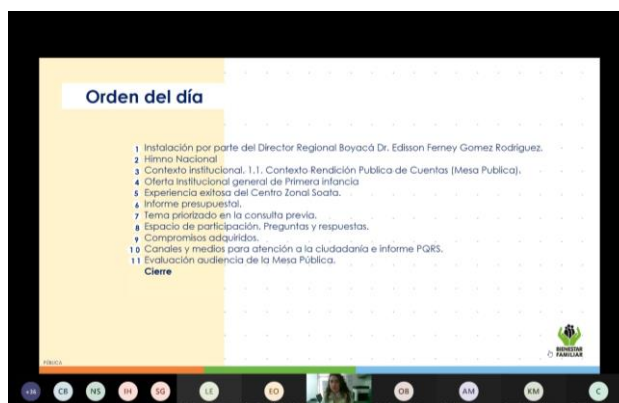 Orden del día
1 Instalación por parte del Director Regional Boyacá Dr. Edisson Ferney Gomez Rodriguez.
2 Himno Nacional
3 Contexto institucional. 1.1. Contexto Rendición Publica de Cuentas (Mesa Publica).
4 Oferta Institucional general de Primera infancia
5 Experiencia exitosa del Centro Zonal Soata.
6 Informe presupuestal.
7 Tema priorizado en la consulta previa.
8 Espacio de participación. Preguntas y respuestas.
9 Compromisos adquiridos.
10 Canales y medios para atención a la ciudadanía e informe PQRS.
11 Evaluación audiencia de la Mesa Pública.
Cierre
BIENESTAR
FAMILIAR
PÚBLICA
+36 CB NS IH SG LE EO OB AM KM C